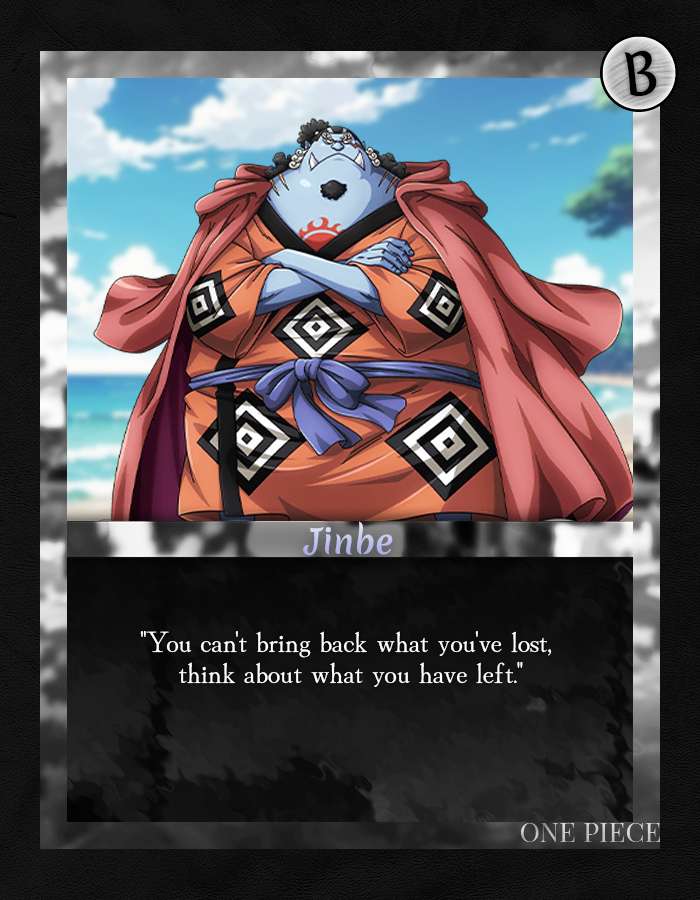 B
Jinbe
"You can't bring back what you've lost,
think about what you have left."
ONE PIECE